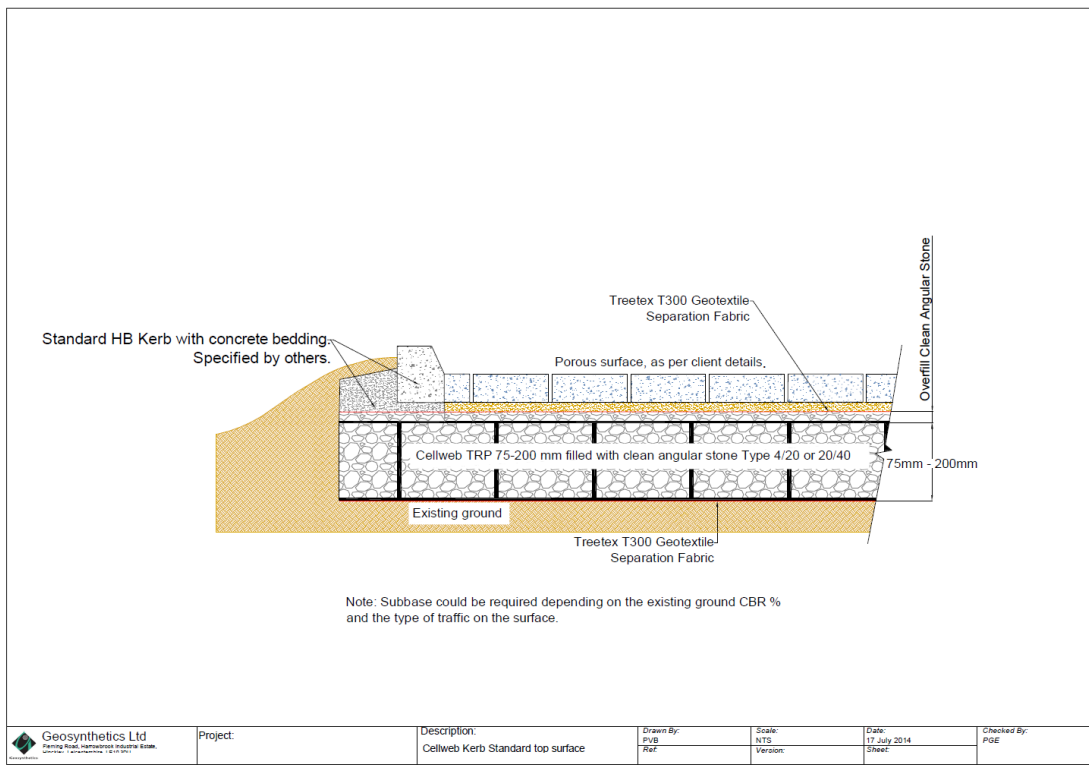 Overfill Clean Angular Stone
Treetex T300 Geotextile
Separation Fabric
Standard HB Kerb with concrete bedding.
Specified by others.
Porous surface, as per client details.
Cellweb TRP 75-200 mm filled with clean angular stone Type 4/20 or 20/40
75mm - 200mm
Existing ground
Treetex T300 Geotextile
Separation Fabric
Note: Subbase could be required depending on the existing ground CBR %
and the type of traffic on the surface.
Geosynthetics Ltd
Fleming Road, Harrowbrook Industrial Estate,
Geosynthetics
Project:
Description:
Cellweb Kerb Standard top surface
Drawn By:
PVB
Ref:
Scale:
NTS
Version:
Date:
17 July 2014
Sheet:
Checked By:
PGE